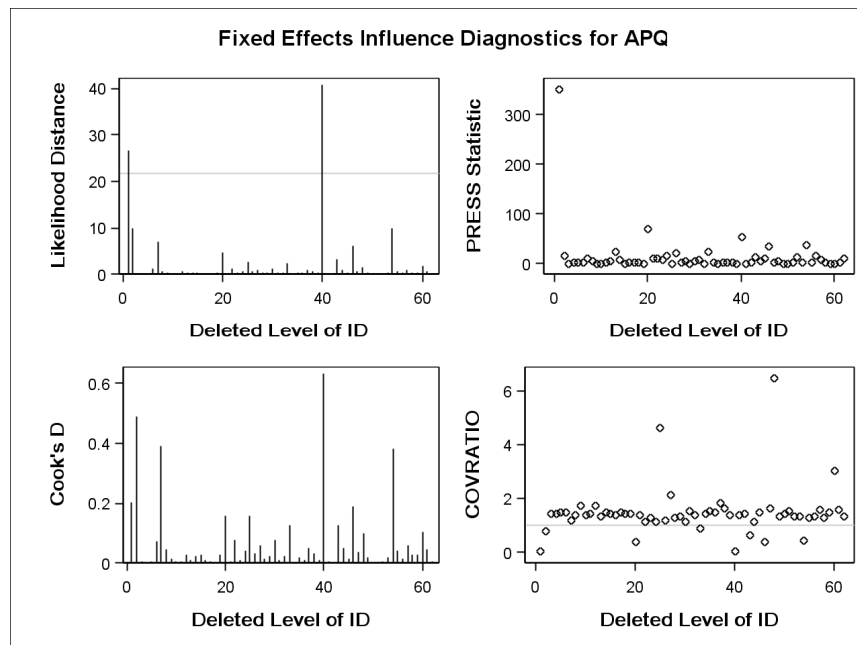 Fixed Effects Influence Diagnostics for APQ
Likelihood Distance
40
30
20
10
0
0 20 40 60
Deleted Level of ID
PRESS Statistic
300
200
100
0
0 20 40 60
Deleted Level of ID
Cook's D
0.6
0.4
0.2
0.0
0 20 40 60
Deleted Level of ID
COVRATIO
6
4
2
0
0 10 20 30 40 50 60
Deleted Level of ID